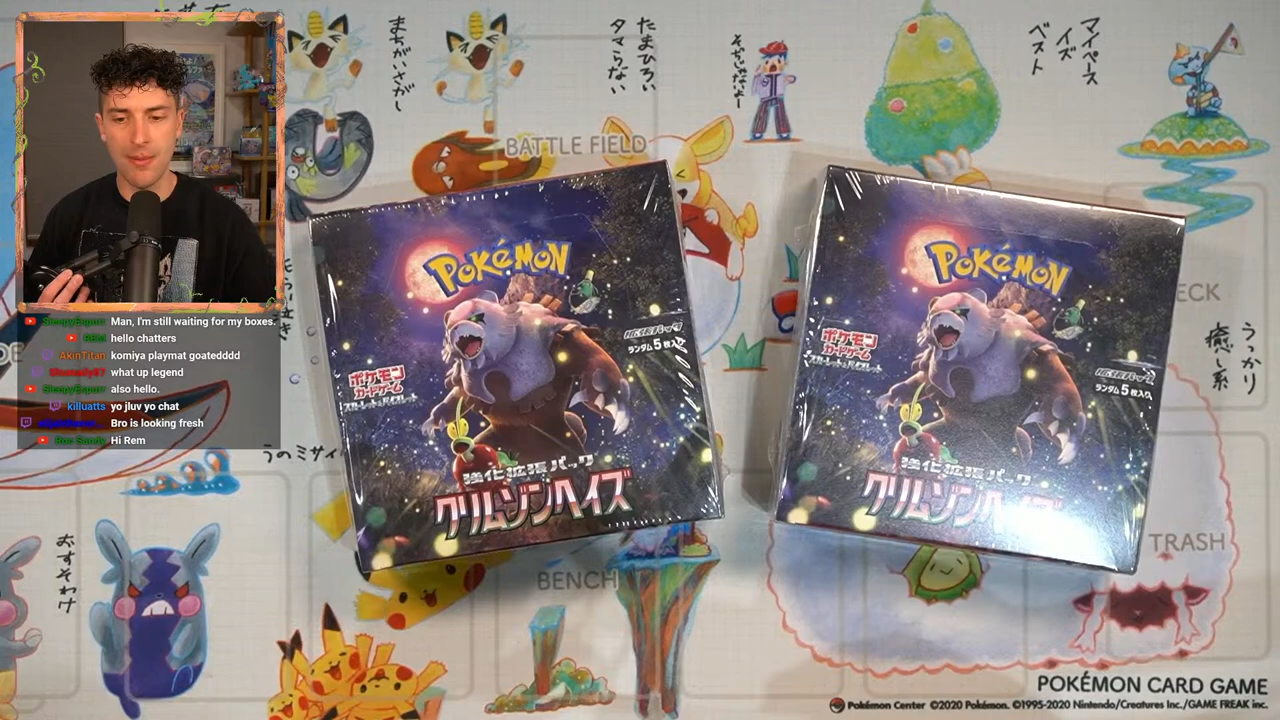 まちがいさがし
たまひろい
タマらない
マイペース
イズ
ベスト
BATTLE FIELD
POKéMON
拡張パック
ランダム5枚入り
ポケモン
カードゲーム
スカーレット&バイオレット
強化拡張パック
クリムゾンヘイズ
POKéMON
拡張パック
ランダム5枚入り
ポケモン
カードゲーム
スカーレット&バイオレット
強化拡張パック
クリムゾンヘイズ
ECK
うっかり
癒し系
Man, I'm still waiting for my boxes.
hello chatters
AkinTitan komiya playmat goatedddd
what up legend
also hello.
killuatts yo jluv yo chat
Bro is looking fresh
Hi Rem
うのミサイ
おすそわけ
BENCH
TRASH
POKÉMON CARD GAME
Pokémon Center ©2020 Pokémon. ©1995-2020 Nintendo/Creatures Inc./GAME FREAK inc.